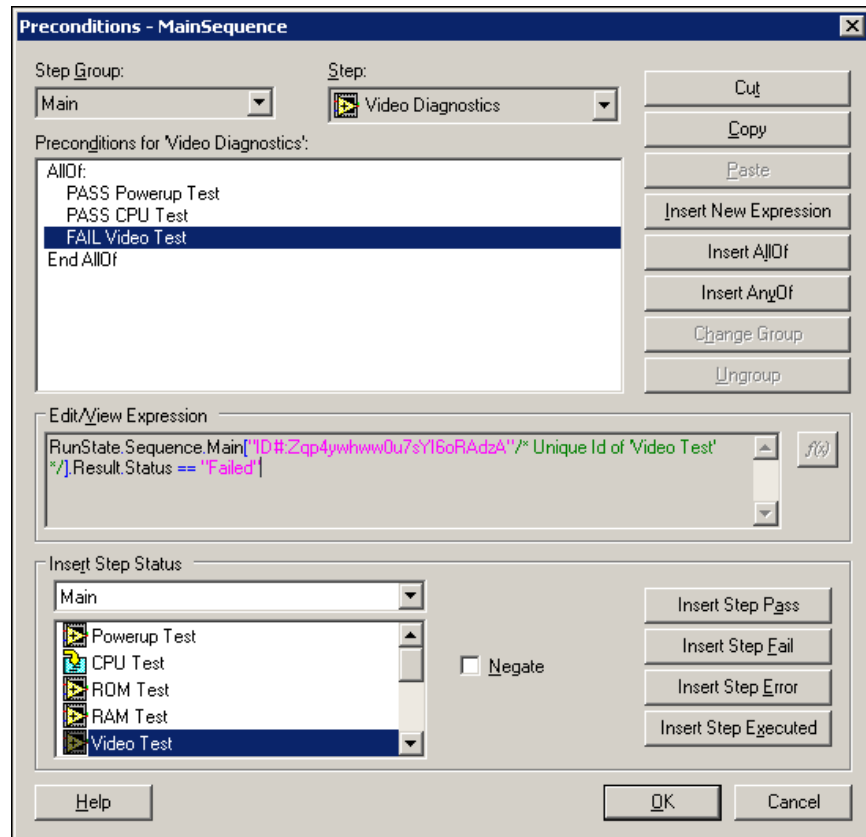 Preconditions - MainSequence
Step Group:
Step:
Main
Video Diagnostics
Preconditions for 'Video Diagnostics':
AllOf:
PASS Powerup Test
PASS CPU Test
FAIL Video Test
End AllOf
Cut
Copy
Paste
Insert New Expression
Insert AllOf
Insert AnyOf
Change Group
Ungroup
Edit/View Expression
RunState.Sequence.Main["ID#:Zqp4ywhww0u7sYI6oRAdzA"/* Unique Id of 'Video Test'
*/].Result.Status == "Failed"
f(x)
Insert Step Status
Main
Powerup Test
CPU Test
ROM Test
RAM Test
Video Test
Negate
Insert Step Pass
Insert Step Fail
Insert Step Error
Insert Step Executed
Help
OK
Cancel